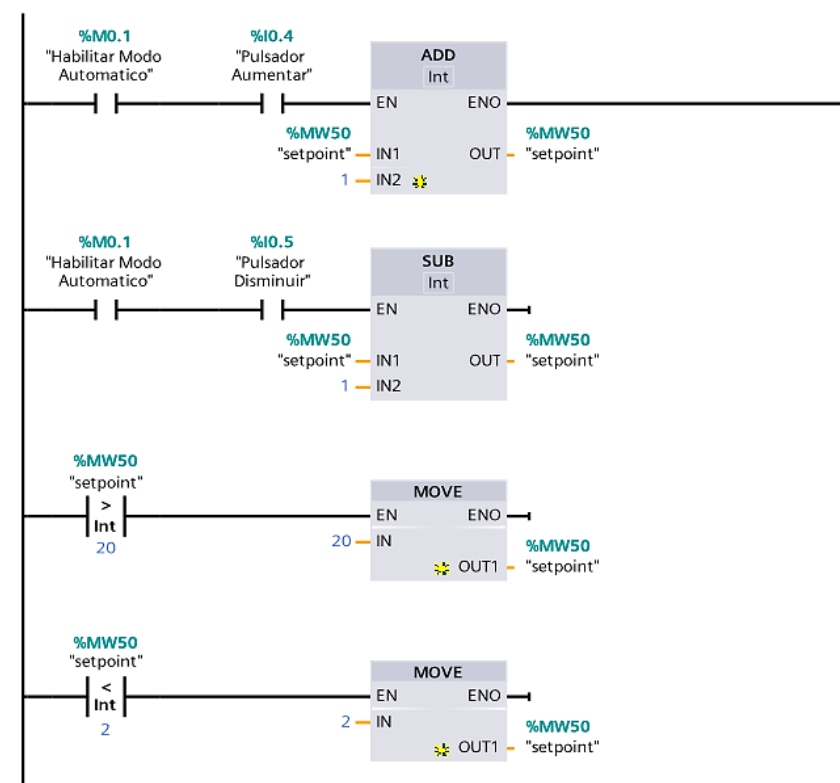 %M0.1
"Habilitar Modo
Automatico"
%I0.4
"Pulsador
Aumentar"
ADD
Int
EN
ENO
%MW50
"setpoint"
IN1
OUT
%MW50
"setpoint"
1
IN2
%M0.1
"Habilitar Modo
Automatico"
%I0.5
"Pulsador
Disminuir"
SUB
Int
EN
ENO
%MW50
"setpoint"
IN1
OUT
%MW50
"setpoint"
1
IN2
%MW50
"setpoint"
>
Int
20
MOVE
EN
ENO
20
IN
OUT1
%MW50
"setpoint"
%MW50
"setpoint"
<
Int
2
MOVE
EN
ENO
2
IN
OUT1
%MW50
"setpoint"